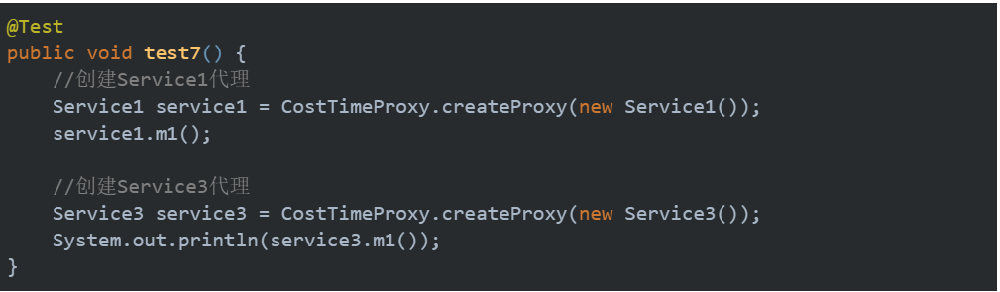 @Test
public void test7() {
    //创建Service1代理
    Service1 service1 = CostTimeProxy.createProxy(new Service1());
    service1.m1();

    //创建Service3代理
    Service3 service3 = CostTimeProxy.createProxy(new Service3());
    System.out.println(service3.m1());
}